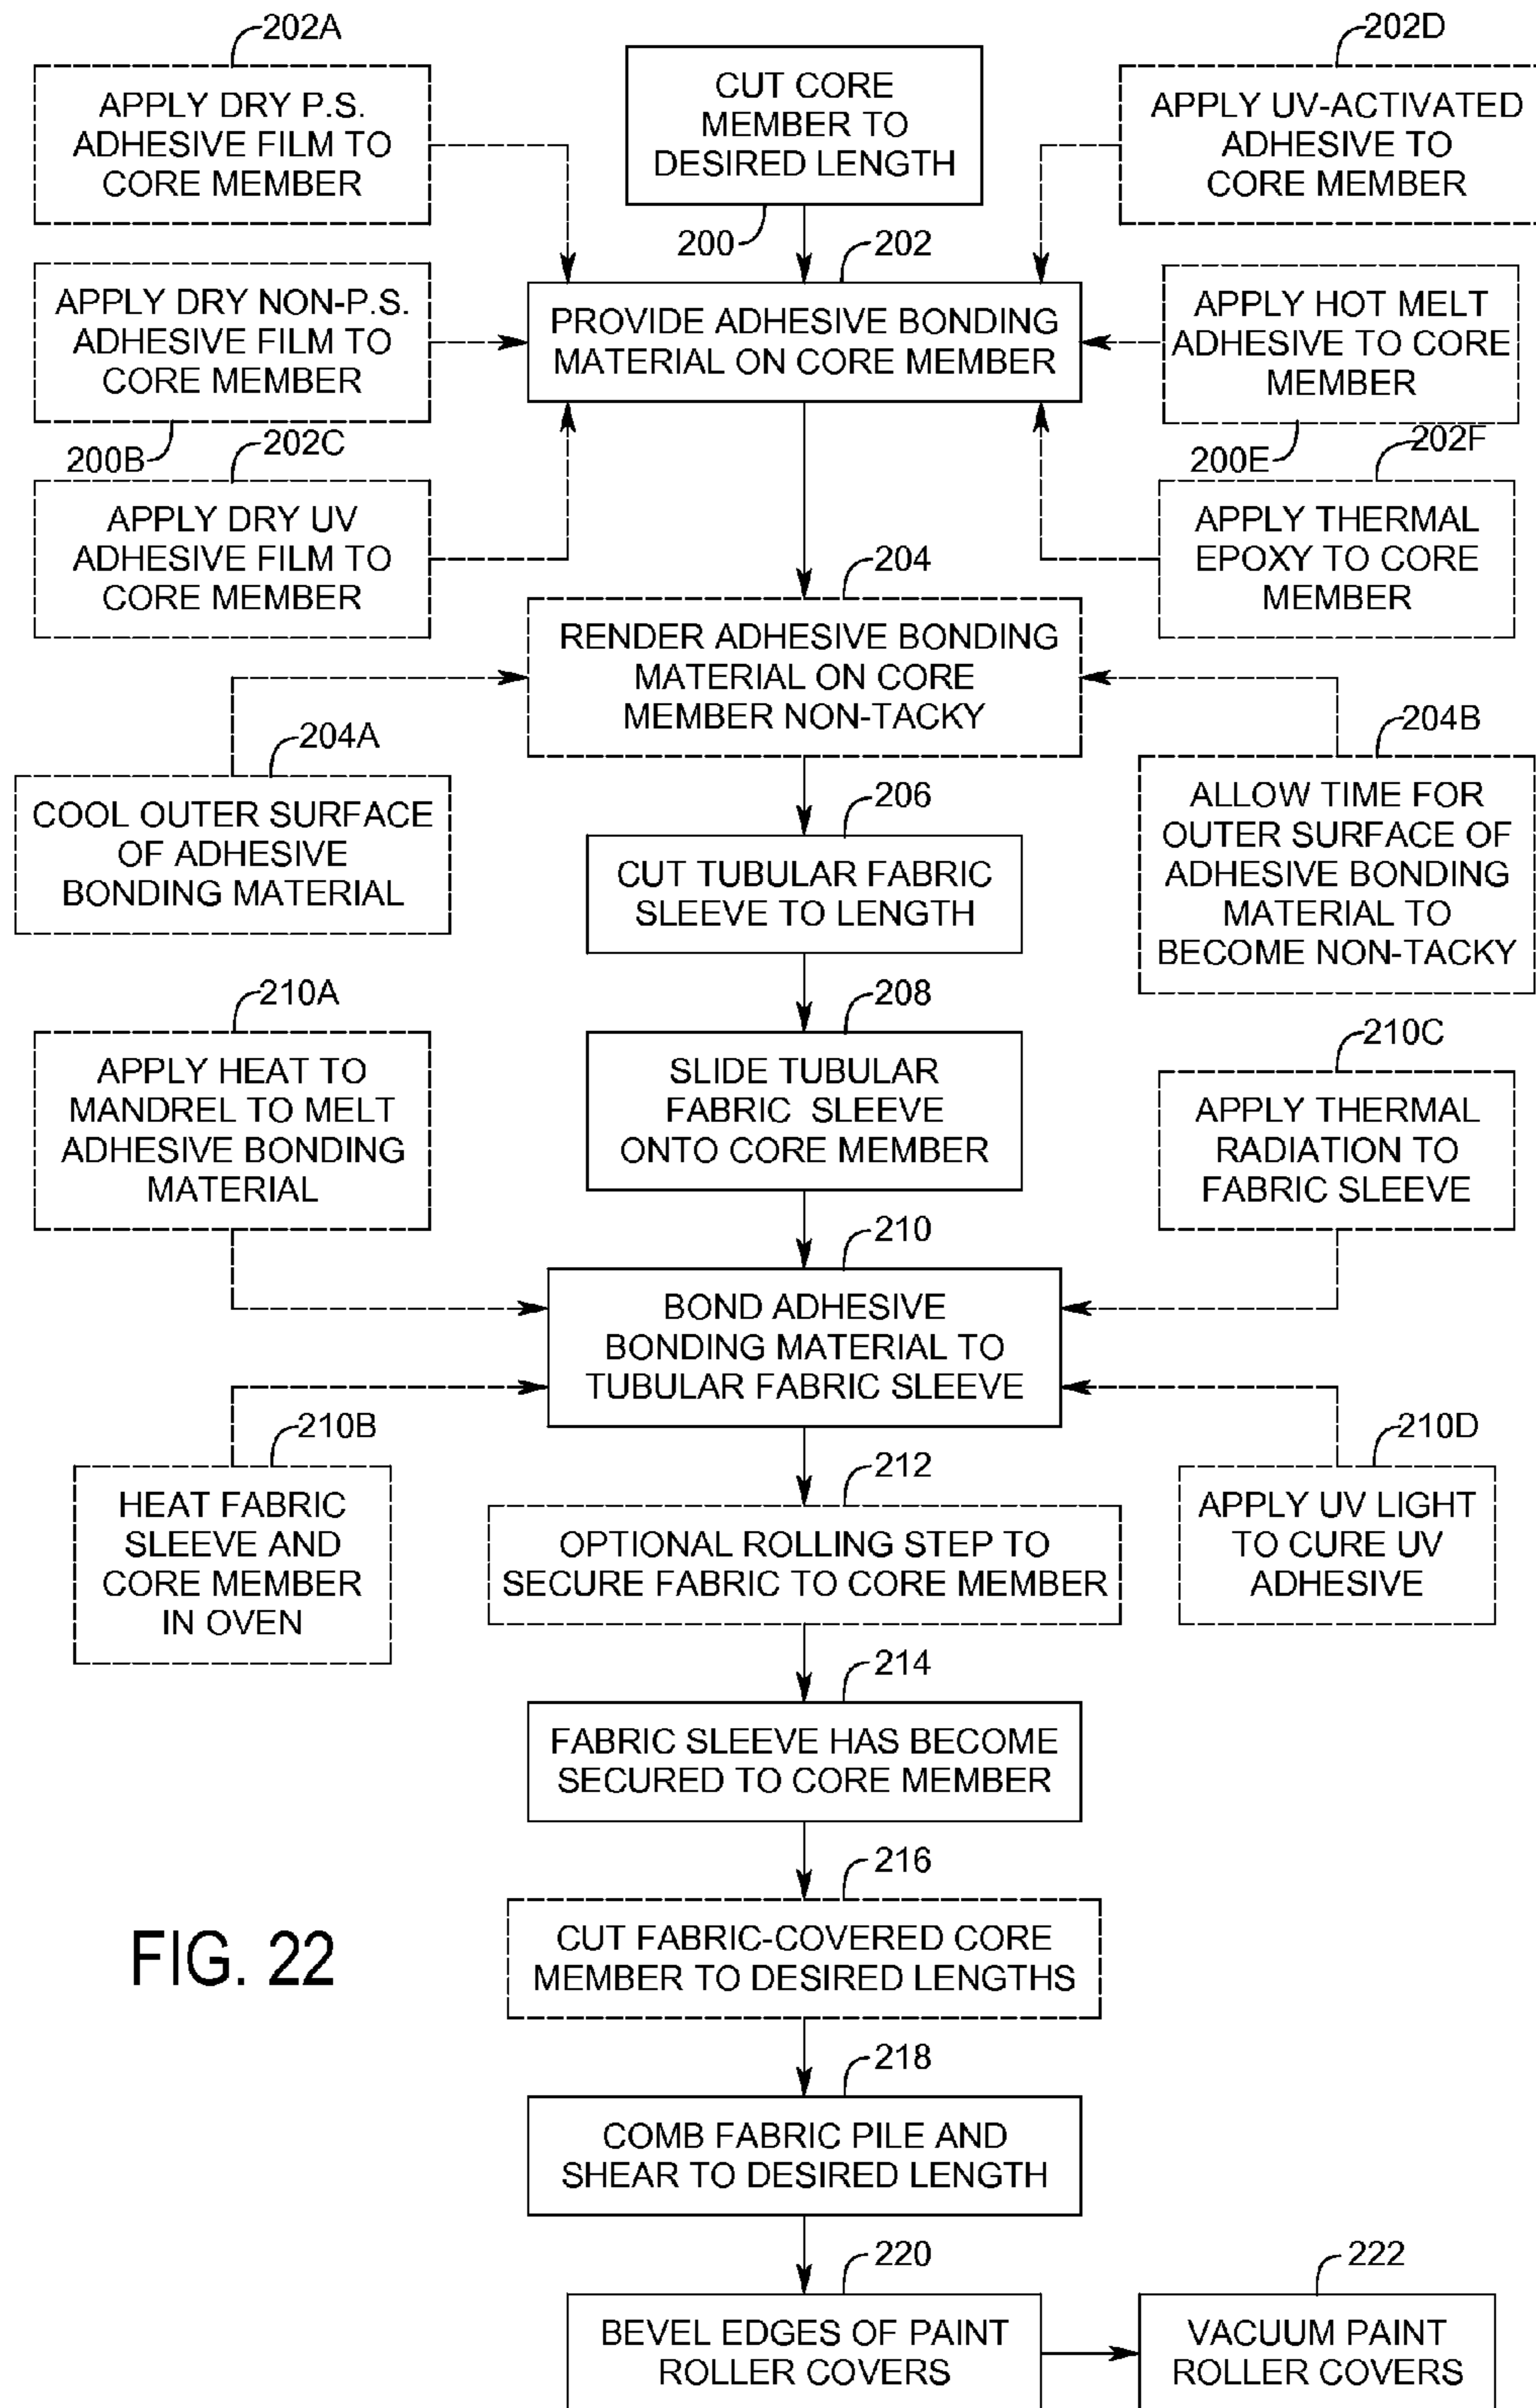 202A
APPLY DRY P.S.
ADHESIVE FILM TO
CORE MEMBER
CUT CORE
MEMBER TO
DESIRED LENGTH
200
202D
APPLY UV-ACTIVATED
ADHESIVE TO
CORE MEMBER
APPLY DRY NON-P.S.
ADHESIVE FILM TO
CORE MEMBER
200B
202
PROVIDE ADHESIVE BONDING
MATERIAL ON CORE MEMBER
APPLY HOT MELT
ADHESIVE TO CORE
MEMBER
200E
202C
APPLY DRY UV
ADHESIVE FILM TO
CORE MEMBER
202F
APPLY THERMAL
EPOXY TO CORE
MEMBER
204
RENDER ADHESIVE BONDING
MATERIAL ON CORE
MEMBER NON-TACKY
204A
COOL OUTER SURFACE
OF ADHESIVE
BONDING MATERIAL
204B
ALLOW TIME FOR
OUTER SURFACE OF
ADHESIVE BONDING
MATERIAL TO
BECOME NON-TACKY
206
CUT TUBULAR FABRIC
SLEEVE TO LENGTH
208
SLIDE TUBULAR
FABRIC SLEEVE
ONTO CORE MEMBER
210A
APPLY HEAT TO
MANDREL TO MELT
ADHESIVE BONDING
MATERIAL
210C
APPLY THERMAL
RADIATION TO
FABRIC SLEEVE
210
BOND ADHESIVE
BONDING MATERIAL TO
TUBULAR FABRIC SLEEVE
210B
HEAT FABRIC
SLEEVE AND
CORE MEMBER
IN OVEN
210D
APPLY UV LIGHT
TO CURE UV
ADHESIVE
212
OPTIONAL ROLLING STEP TO
SECURE FABRIC TO CORE MEMBER
214
FABRIC SLEEVE HAS BECOME
SECURED TO CORE MEMBER
216
CUT FABRIC-COVERED CORE
MEMBER TO DESIRED LENGTHS
FIG. 22
218
COMB FABRIC PILE AND
SHEAR TO DESIRED LENGTH
220
BEVEL EDGES OF PAINT
ROLLER COVERS
222
VACUUM PAINT
ROLLER COVERS